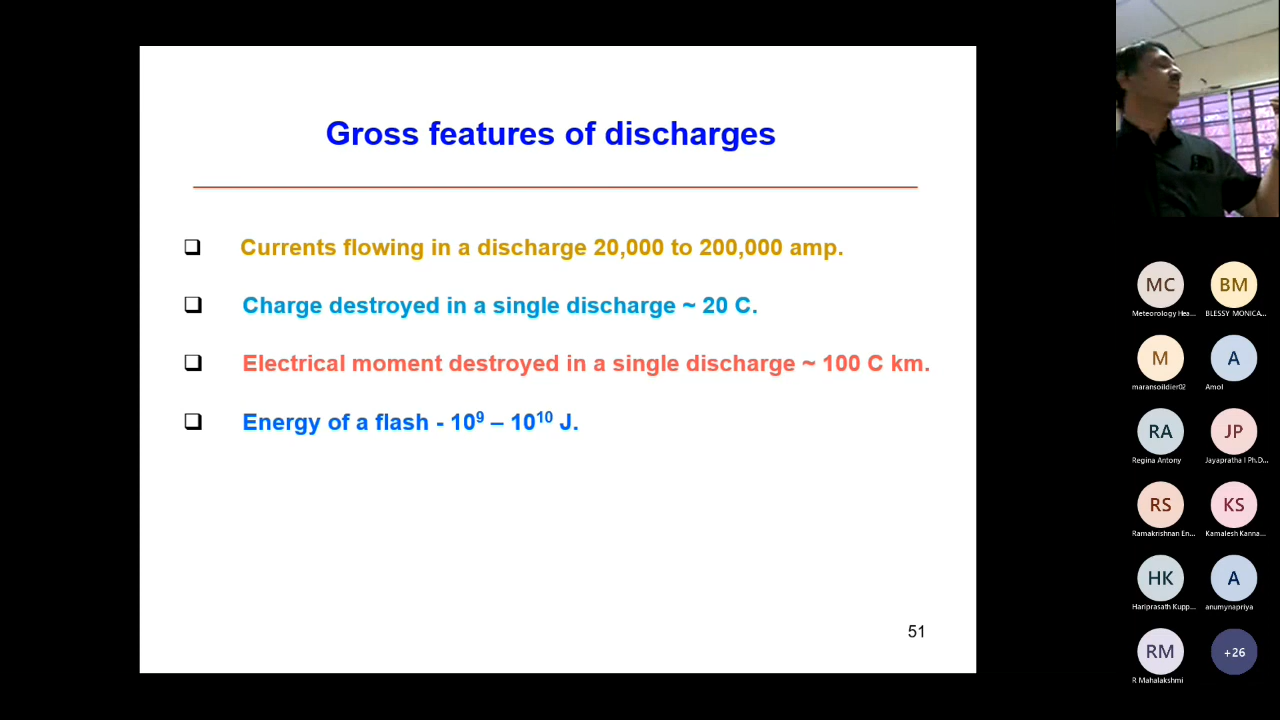 Gross features of discharges
Currents flowing in a discharge 20,000 to 200,000 amp.
Charge destroyed in a single discharge ~ 20 C.
Electrical moment destroyed in a single discharge ~ 100 C km.
Energy of a flash - 10⁹ – 10¹⁰ J.
51
MC BM
Meteorology Hea... BLESSY MONICA...
M A
maransoildier02 Amol
RA JP
Regina Antony Jayapratha I Ph.D...
RS KS
Ramakrishnan En... Kamalesh Kanna...
HK A
Hariprasath Kupp... anumynapriya
RM +26
R Mahalakshmi